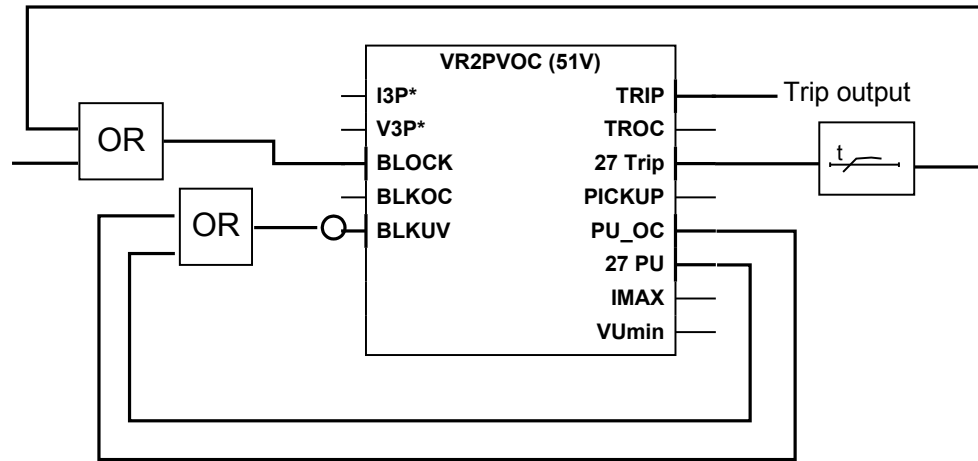 VR2PVOC (51V)
I3P*
TRIP
Trip output
V3P*
TROC
OR
BLOCK
27 Trip
t
BLKOC
PICKUP
OR
BLKUV
PU_OC
27 PU
IMAX
VUmin